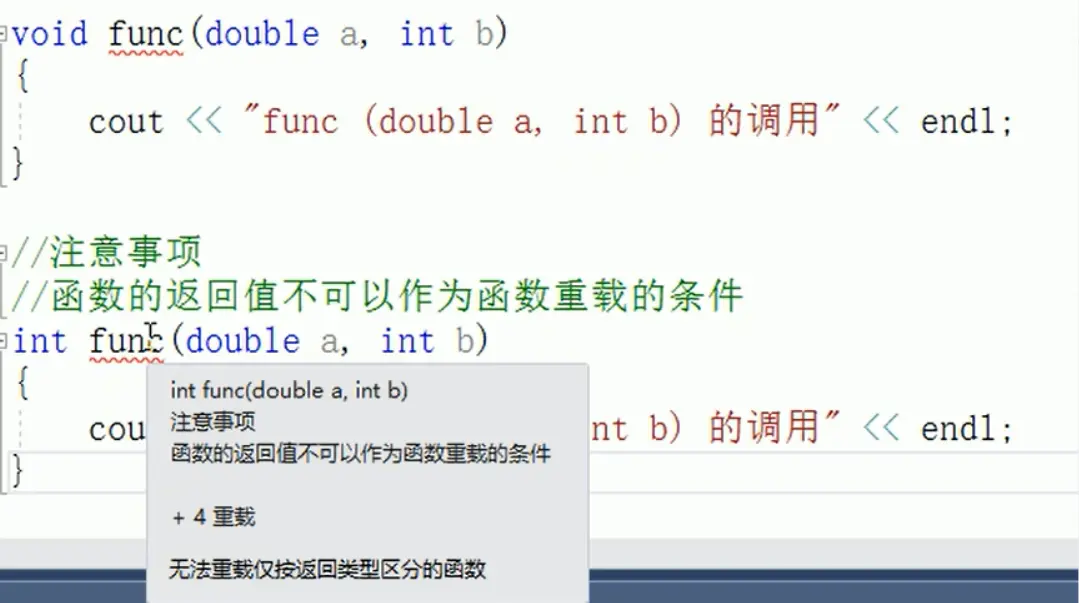 void func(double a, int b)
{
cout << "func (double a, int b) 的调用" << endl;
}
//注意事项
//函数的返回值不可以作为函数重载的条件
int func(double a, int b)
{
cou
nt b) 的调用" << endl;
}
int func(double a, int b)
注意事项
函数的返回值不可以作为函数重载的条件
+ 4 重载
无法重载仅按返回类型区分的函数